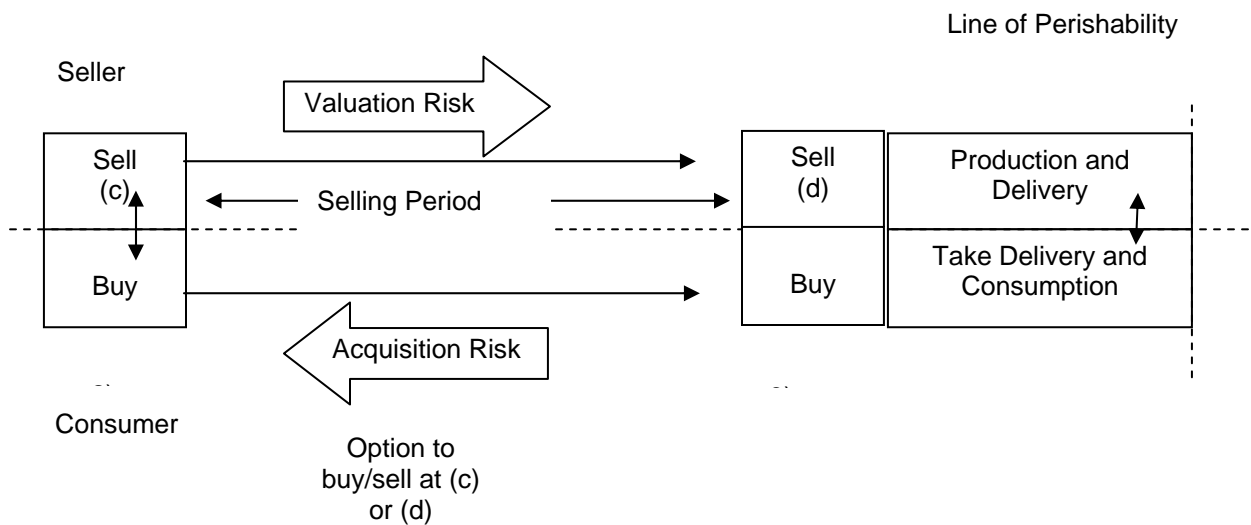 Line of Perishability
Seller
Valuation Risk
Sell
(c)
Selling Period
Sell
(d)
Production and
Delivery
Buy
Buy
Take Delivery and
Consumption
Acquisition Risk
Consumer
Option to
buy/sell at (c)
or (d)